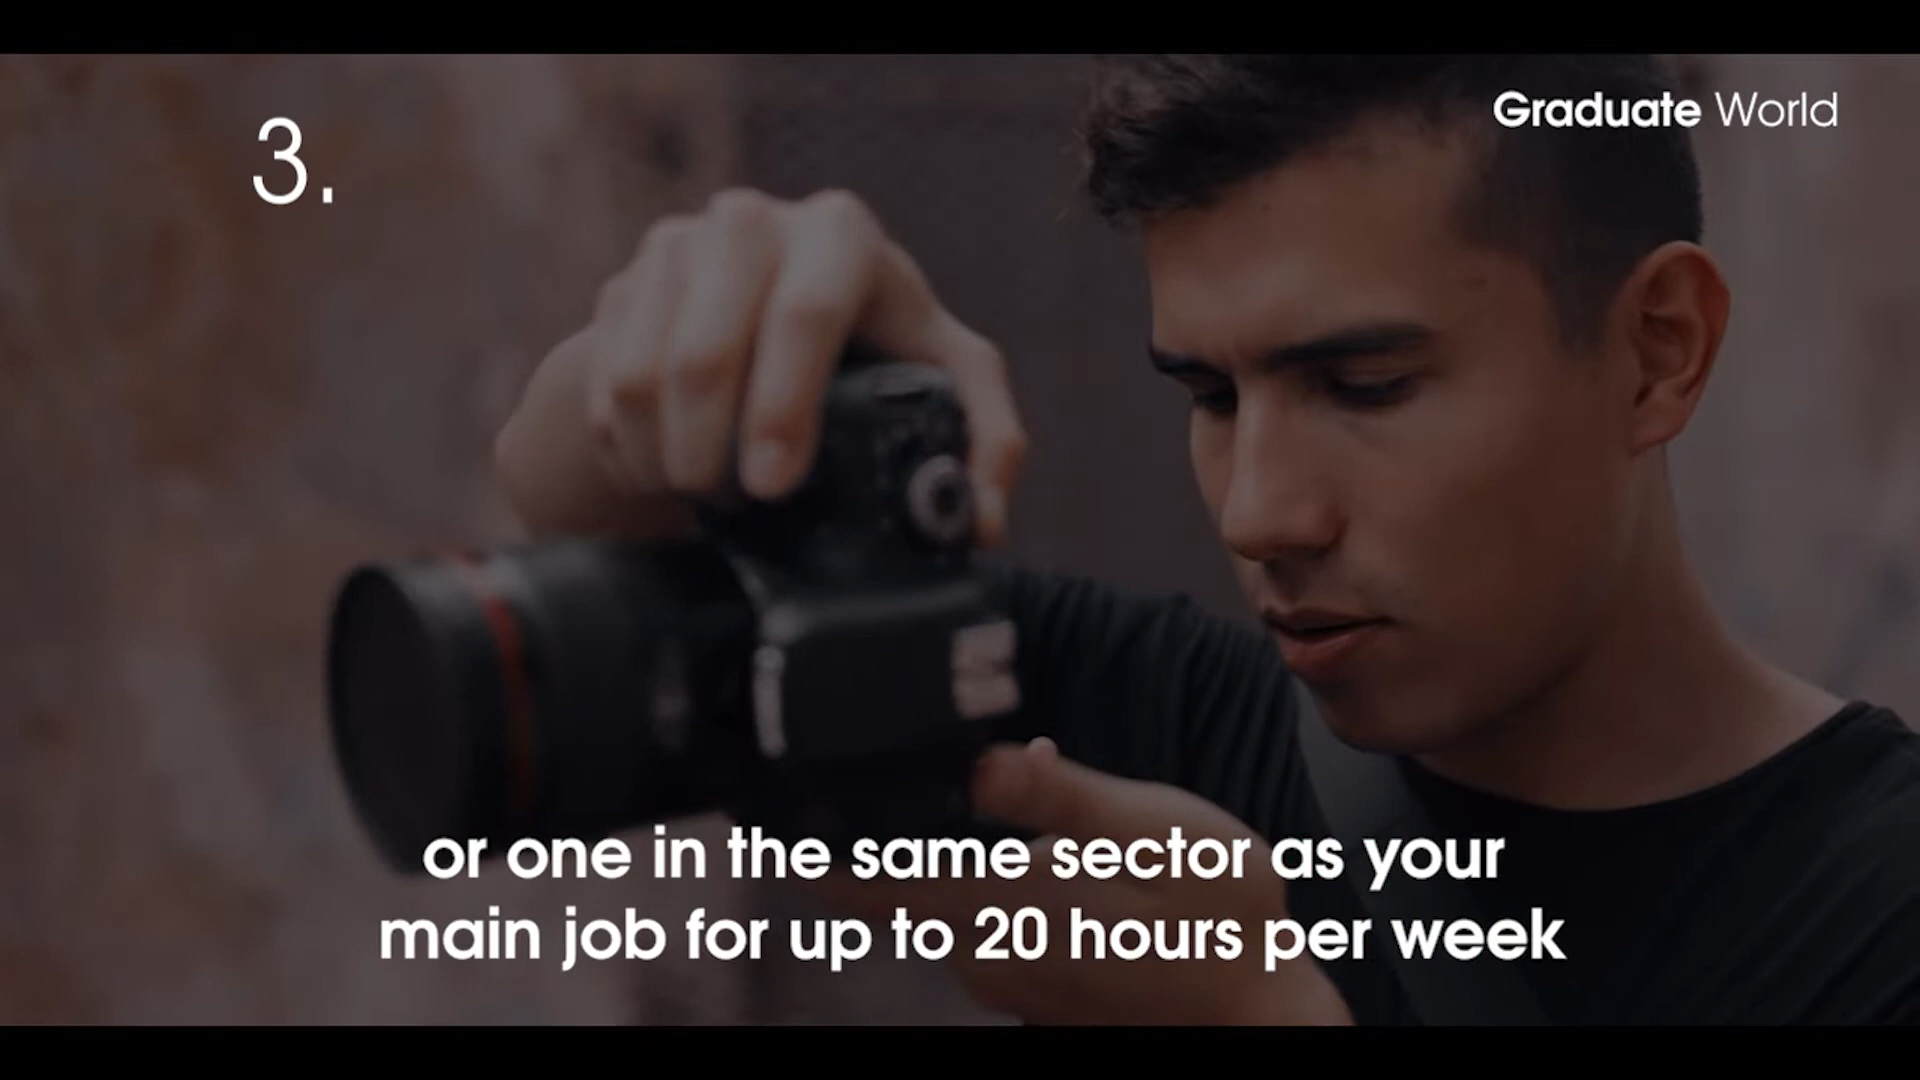 Graduate World
3.
or one in the same sector as your
main job for up to 20 hours per week